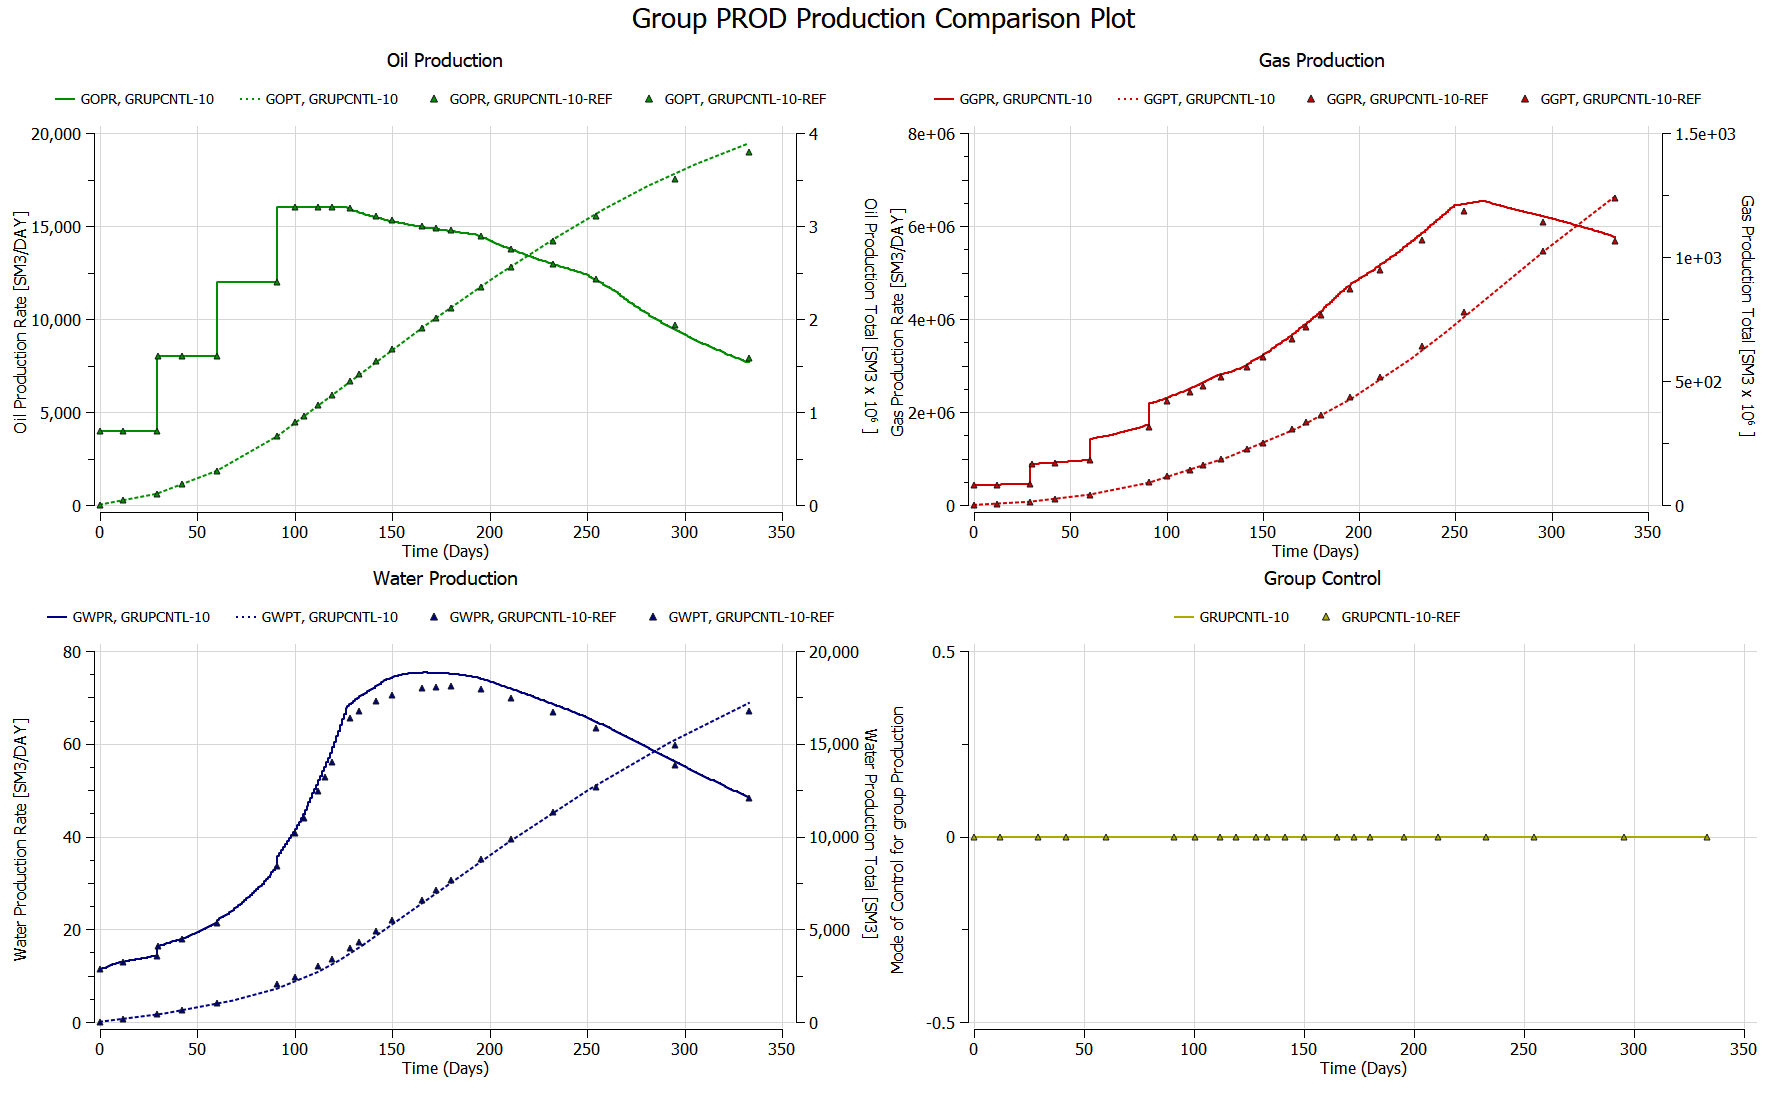 Group PROD Production Comparison Plot
Oil Production
GOPR, GRUPCNTL-10 GOPT, GRUPCNTL-10 GOPR, GRUPCNTL-10-REF GOPT, GRUPCNTL-10-REF
20,000
15,000
10,000
5,000
0
Oil Production Rate [SM3/DAY]
4
3
2
1
0
Oil Production Total [SM3 x 10⁶ ]
0 50 100 150 200 250 300 350
Time (Days)
Gas Production
GGPR, GRUPCNTL-10 GGPT, GRUPCNTL-10 GGPR, GRUPCNTL-10-REF GGPT, GRUPCNTL-10-REF
8e+06
6e+06
4e+06
2e+06
0
Gas Production Rate [SM3/DAY]
1.5e+03
1e+03
5e+02
0
Gas Production Total [SM3 x 10⁶ ]
0 50 100 150 200 250 300 350
Time (Days)
Water Production
GWPR, GRUPCNTL-10 GWPT, GRUPCNTL-10 GWPR, GRUPCNTL-10-REF GWPT, GRUPCNTL-10-REF
80
60
40
20
0
Water Production Rate [SM3/DAY]
20,000
15,000
10,000
5,000
0
Water Production Total [SM3]
0 50 100 150 200 250 300 350
Time (Days)
Group Control
GRUPCNTL-10 GRUPCNTL-10-REF
0.5
0
-0.5
Mode of Control for group Production
0 50 100 150 200 250 300 350
Time (Days)